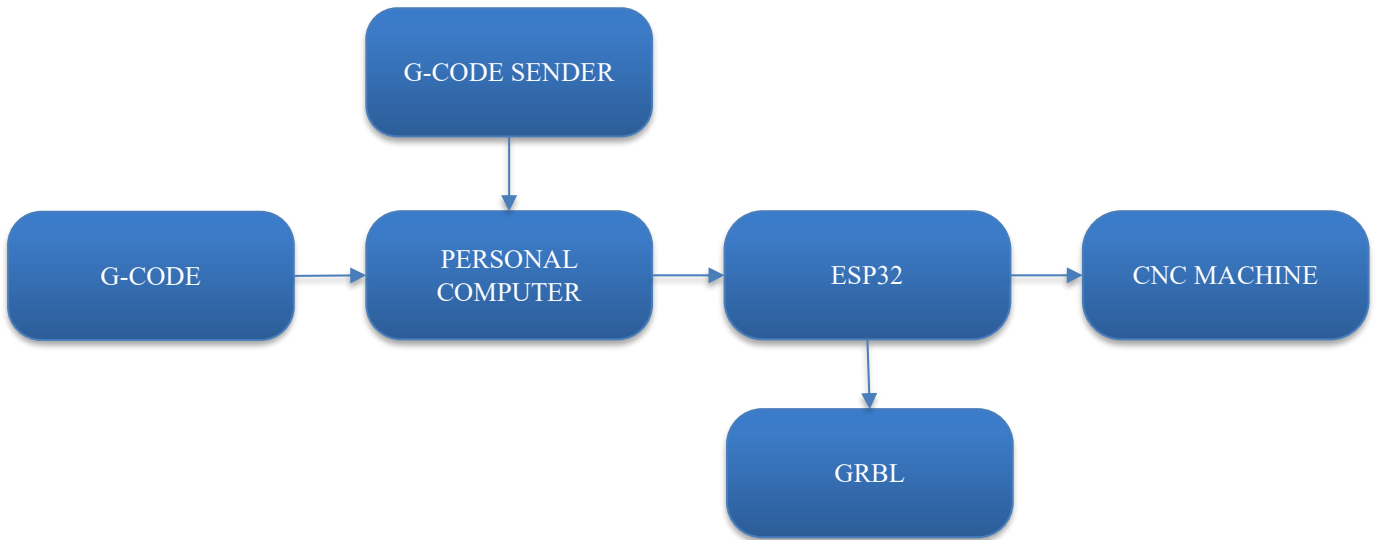 G-CODE SENDER
G-CODE
PERSONAL
COMPUTER
ESP32
CNC MACHINE
GRBL